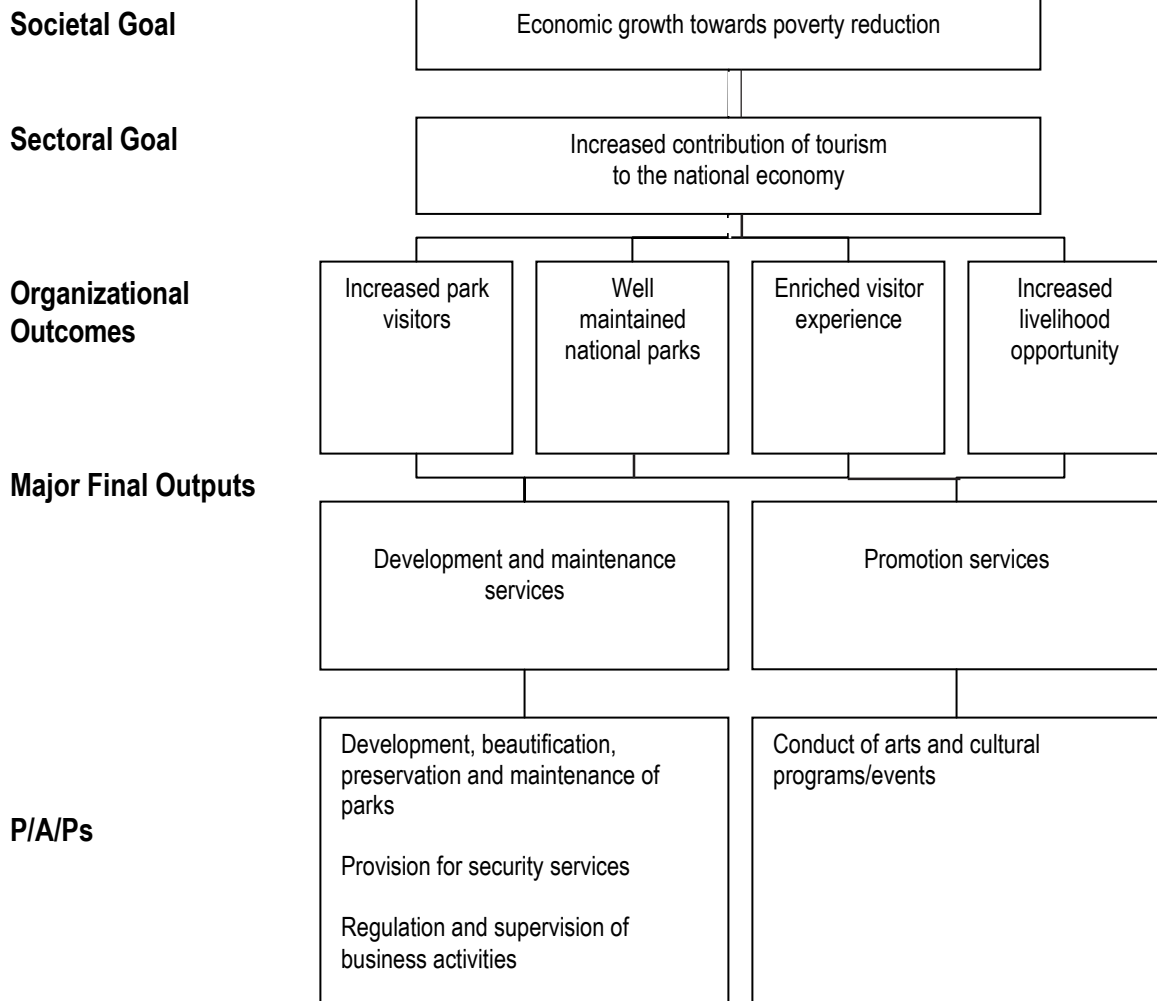 Societal Goal
Economic growth towards poverty reduction
Sectoral Goal
Increased contribution of tourism
to the national economy
Organizational
Outcomes
Increased park
visitors
Well
maintained
national parks
Enriched visitor
experience
Increased
livelihood
opportunity
Major Final Outputs
Development and maintenance
services
Promotion services
P/A/Ps
Development, beautification,
preservation and maintenance of
parks
Provision for security services
Regulation and supervision of
business activities
Conduct of arts and cultural
programs/events